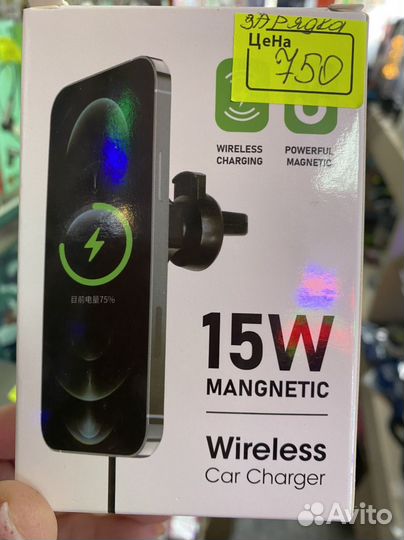 ЗАРЯДКА
Цена
750
WIRELESS
CHARGING
POWERFUL
MAGNETIC
目前电量75%
15W
MANGNETIC
Wireless
Car Charger
Avito